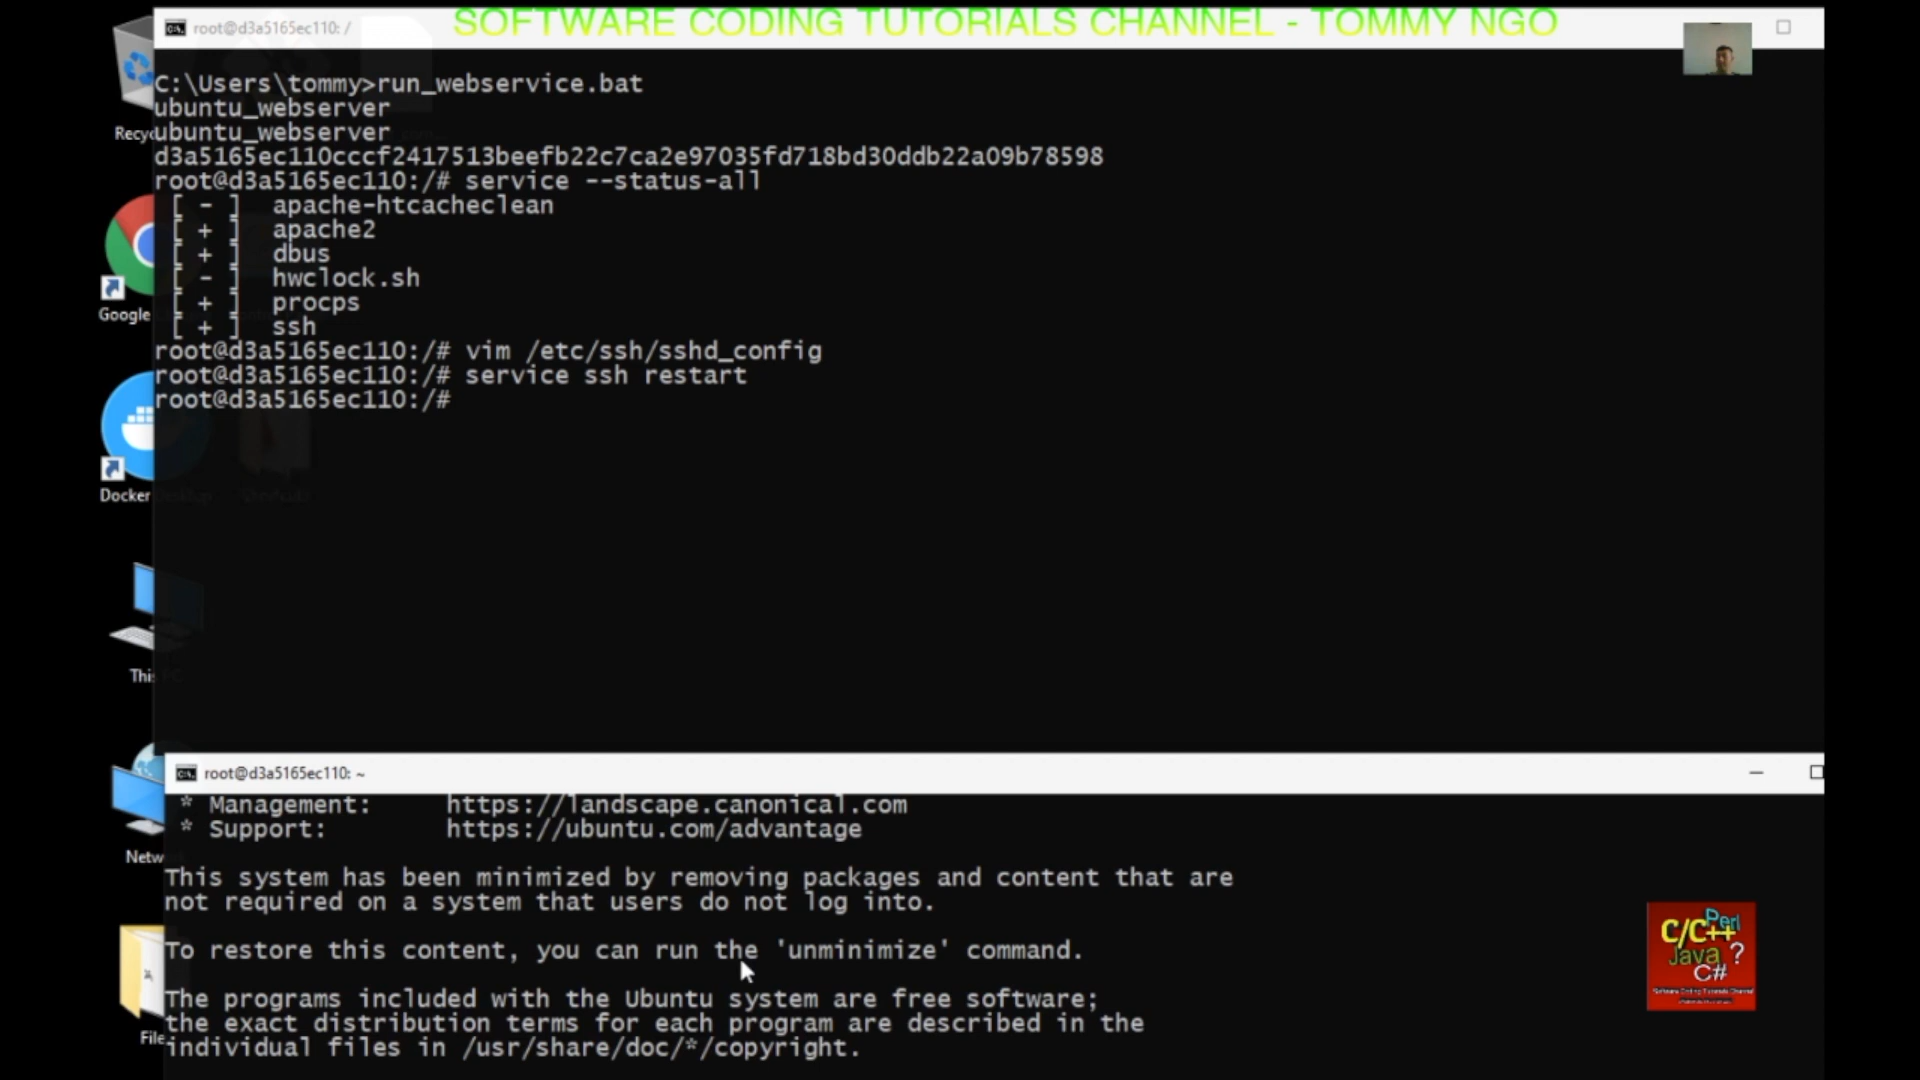 SOFTWARE CODING TUTORIALS CHANNEL - TOMMY NGO
root@d3a5165ec110: /
C:\Users\tommy>run_webservice.bat
ubuntu_webserver
ubuntu_webserver
d3a5165ec110cccf2417513beefb22c7ca2e97035fd718bd30ddb22a09b78598
root@d3a5165ec110:/# service --status-all
[ - ] apache-htcacheclean
[ + ] apache2
[ + ] dbus
[ - ] hwclock.sh
[ + ] procps
[ + ] ssh
root@d3a5165ec110:/# vim /etc/ssh/sshd_config
root@d3a5165ec110:/# service ssh restart
root@d3a5165ec110:/#
Recyc
Google
Docker
This
Netw
File
root@d3a5165ec110: ~
* Management: https://landscape.canonical.com
* Support: https://ubuntu.com/advantage
This system has been minimized by removing packages and content that are
not required on a system that users do not log into.
To restore this content, you can run the 'unminimize' command.
The programs included with the Ubuntu system are free software;
the exact distribution terms for each program are described in the
individual files in /usr/share/doc/*/copyright.
C/C++ Perl
Java ?
C#
Software Coding Tutorials Channel